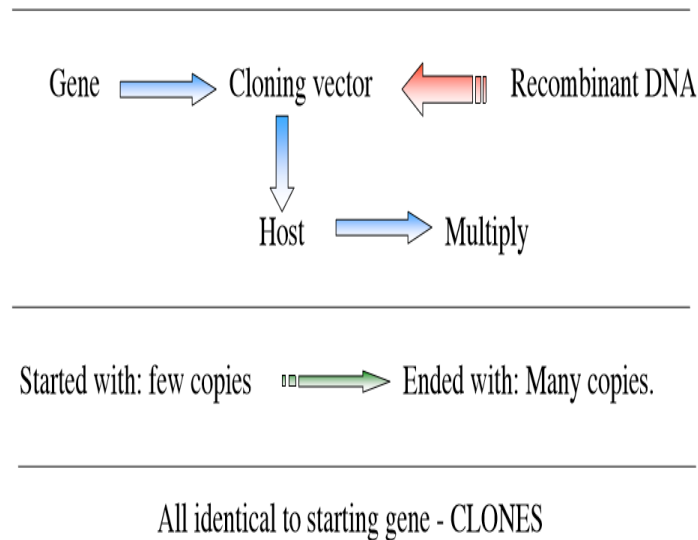 Gene Cloning vector Recombinant DNA
Host Multiply
Started with: few copies Ended with: Many copies.
All identical to starting gene - CLONES